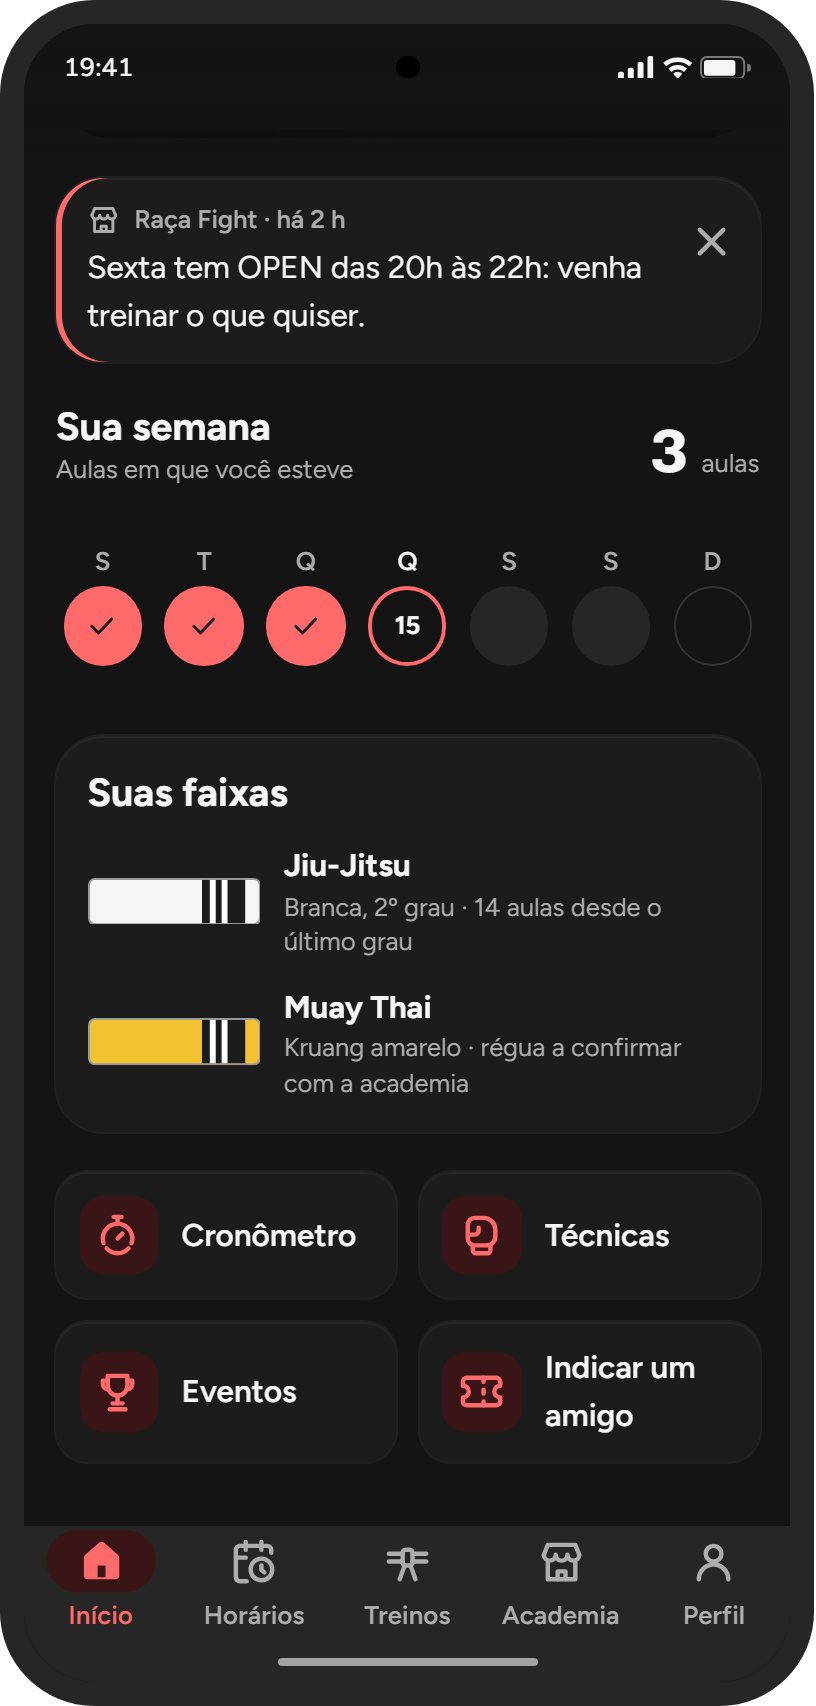 19:41
Raça Fight · há 2 h
Sexta tem OPEN das 20h às 22h: venha
treinar o que quiser.
Sua semana
Aulas em que você esteve
3 aulas
S T Q Q S S D
15
Suas faixas
Jiu-Jitsu
Branca, 2º grau · 14 aulas desde o
último grau
Muay Thai
Kruang amarelo · régua a confirmar
com a academia
Cronômetro
Técnicas
Eventos
Indicar um
amigo
Início Horários Treinos Academia Perfil